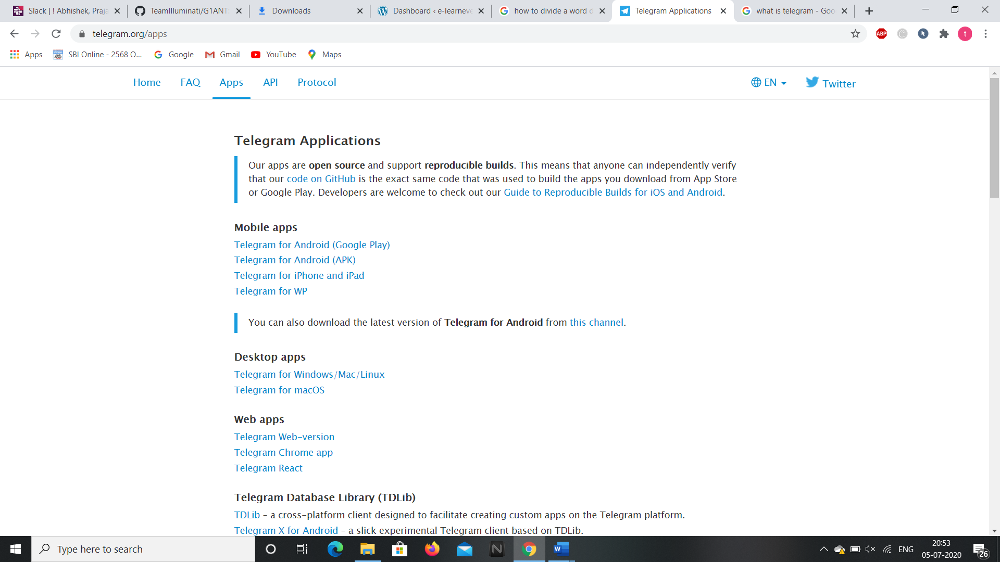 Slack | ! Abhishek, Praja
TeamIlluminati/G1ANT:
Downloads
Dashboard ‹ e-learneve
how to divide a word d
Telegram Applications
what is telegram - Goo
telegram.org/apps
ABP
t
Apps
SBI Online - 2568 O...
Google
Gmail
YouTube
Maps
Home FAQ Apps API Protocol
EN
Twitter
Telegram Applications
Our apps are open source and support reproducible builds. This means that anyone can independently verify
that our code on GitHub is the exact same code that was used to build the apps you download from App Store
or Google Play. Developers are welcome to check out our Guide to Reproducible Builds for iOS and Android.
Mobile apps
Telegram for Android (Google Play)
Telegram for Android (APK)
Telegram for iPhone and iPad
Telegram for WP
You can also download the latest version of Telegram for Android from this channel.
Desktop apps
Telegram for Windows/Mac/Linux
Telegram for macOS
Web apps
Telegram Web-version
Telegram Chrome app
Telegram React
Telegram Database Library (TDLib)
TDLib – a cross-platform client designed to facilitate creating custom apps on the Telegram platform.
Telegram X for Android – a slick experimental Telegram client based on TDLib.
Type here to search
ENG
20:53
05-07-2020
26